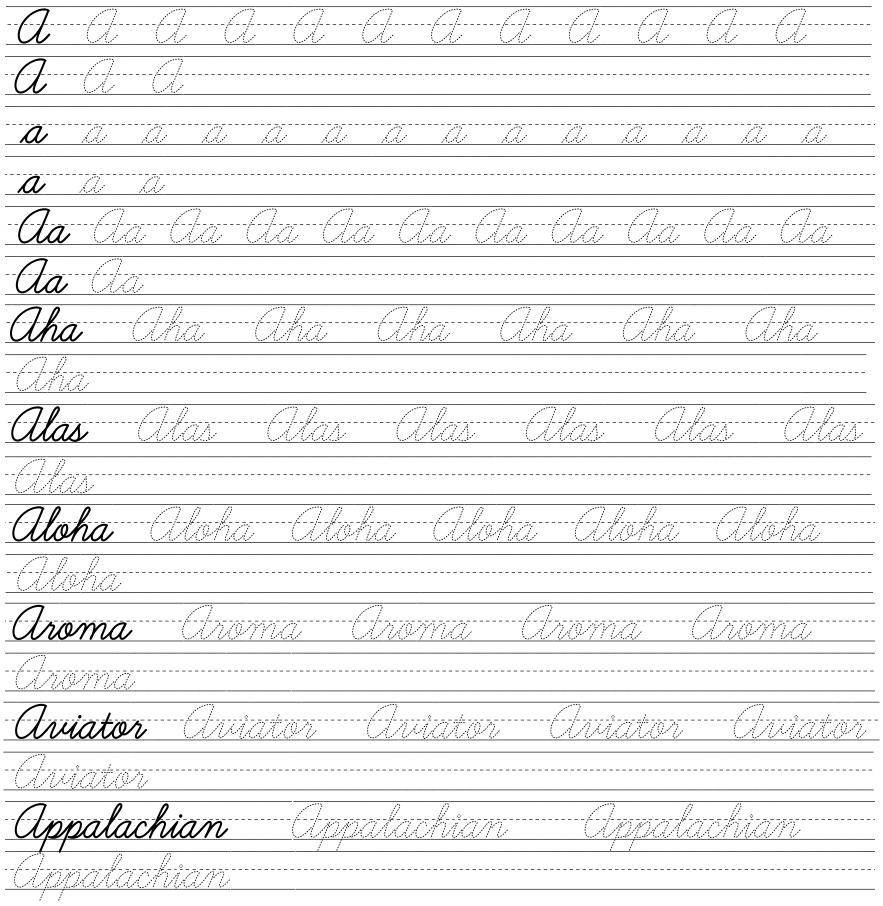 A A A A A A A A A A A A
A A A
a a a a a a a a a a a a a a
a a a
Aa Aa Aa Aa Aa Aa Aa Aa Aa Aa Aa
Aa Aa
Aha Aha Aha Aha Aha Aha Aha
Aha
Alas Alas Alas Alas Alas Alas Alas
Alas
Aloha Aloha Aloha Aloha Aloha Aloha
Aloha
Aroma Aroma Aroma Aroma Aroma
Aroma
Aviator Aviator Aviator Aviator Aviator
Aviator
Appalachian Appalachian Appalachian
Appalachian